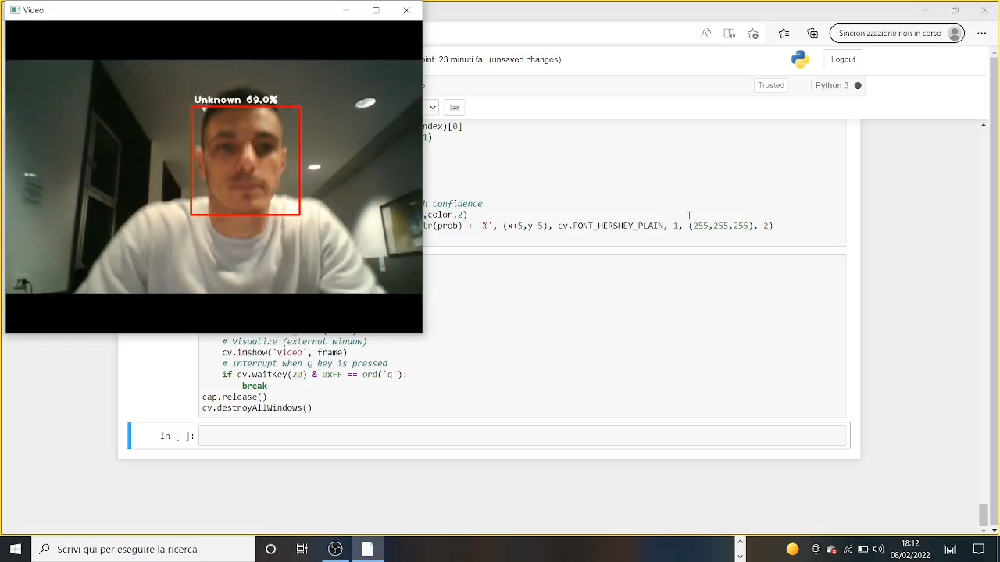 Video
Sincronizzazione non in corso
point: 23 minuti fa (unsaved changes)
Logout
Trusted
Python 3
Unknown 69.0%
ndex)[0]
1)
h confidence
,color,2)
tr(prob) + '%', (x+5,y-5), cv.FONT_HERSHEY_PLAIN, 1, (255,255,255), 2)
# Visualize (external window)
cv.imshow('Video', frame)
# Interrupt when Q key is pressed
if cv.waitKey(20) & 0xFF == ord('q'):
break
cap.release()
cv.destroyAllWindows()
In [ ]:
Scrivi qui per eseguire la ricerca
18:12
08/02/2022